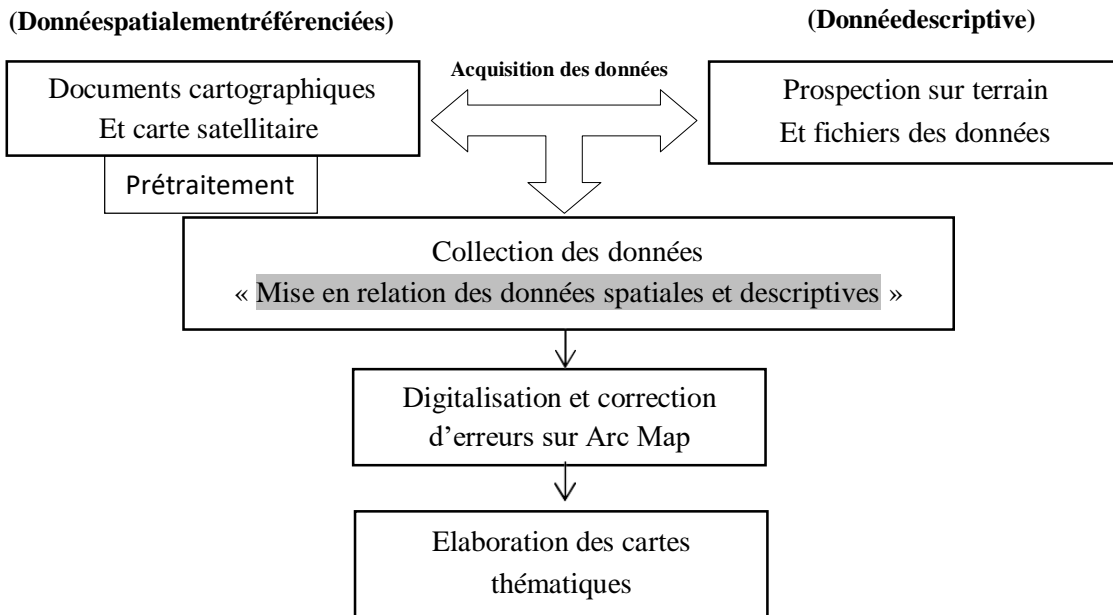 (Donnéespatialementréférenciées)
(Donnéedescriptive)
Acquisition des données
Documents cartographiques
Et carte satellitaire
Prospection sur terrain
Et fichiers des données
Prétraitement
Collection des données
« Mise en relation des données spatiales et descriptives »
Digitalisation et correction
d’erreurs sur Arc Map
Elaboration des cartes
thématiques